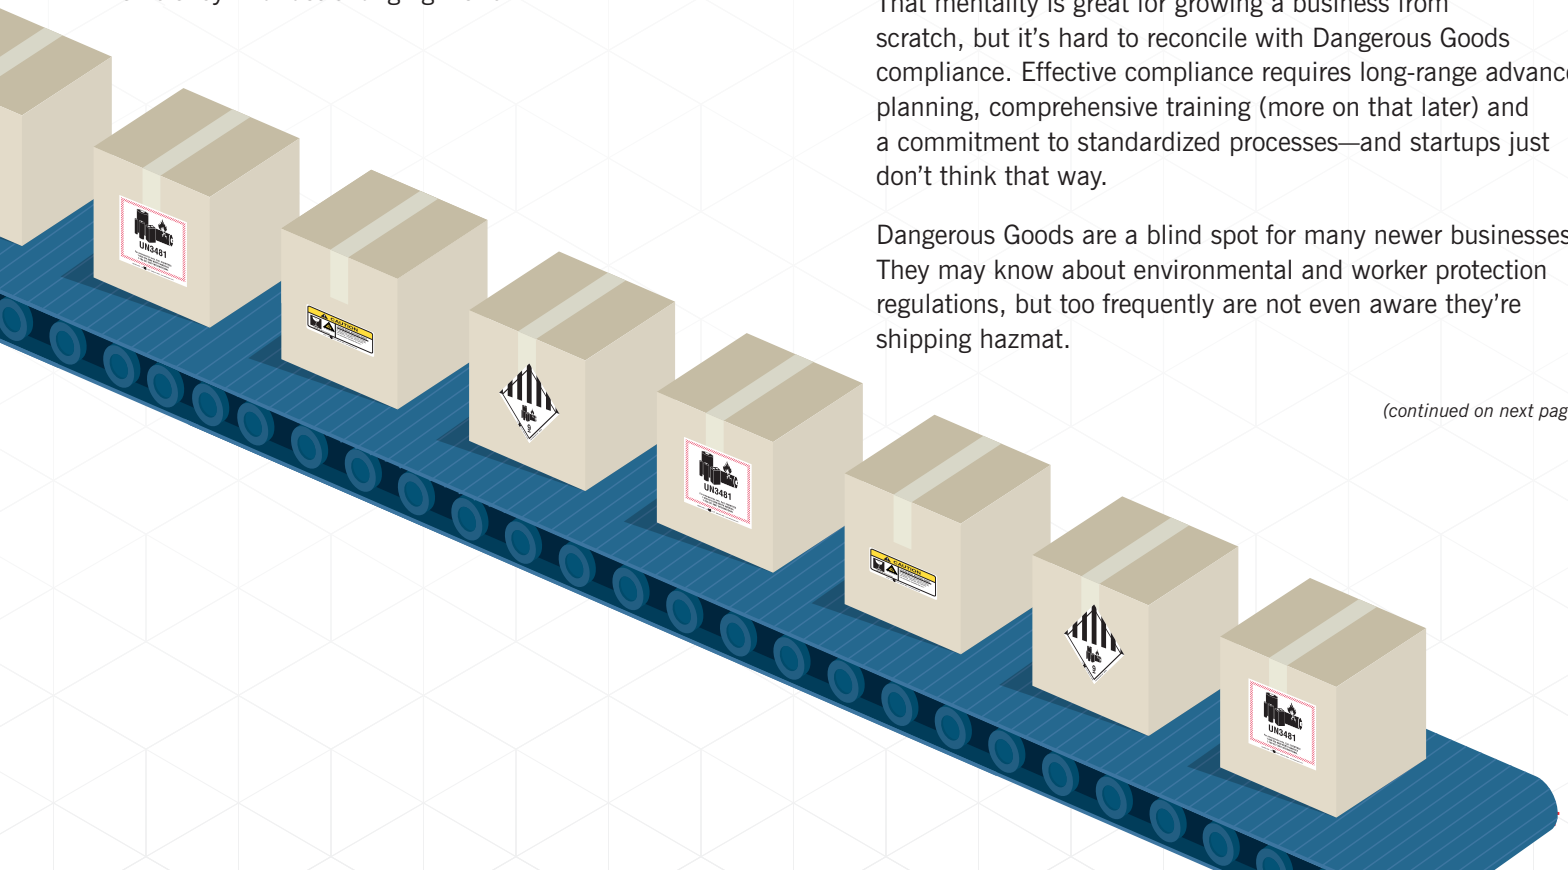 That mentality is great for growing a business from
scratch, but it’s hard to reconcile with Dangerous Goods
compliance. Effective compliance requires long-range advance
planning, comprehensive training (more on that later) and
a commitment to standardized processes—and startups just
don’t think that way.
Dangerous Goods are a blind spot for many newer businesses
They may know about environmental and worker protection
regulations, but too frequently are not even aware they’re
shipping hazmat.
(continued on next pag
UN3481
CAUTION
9
UN3481
CAUTION
9
UN3481